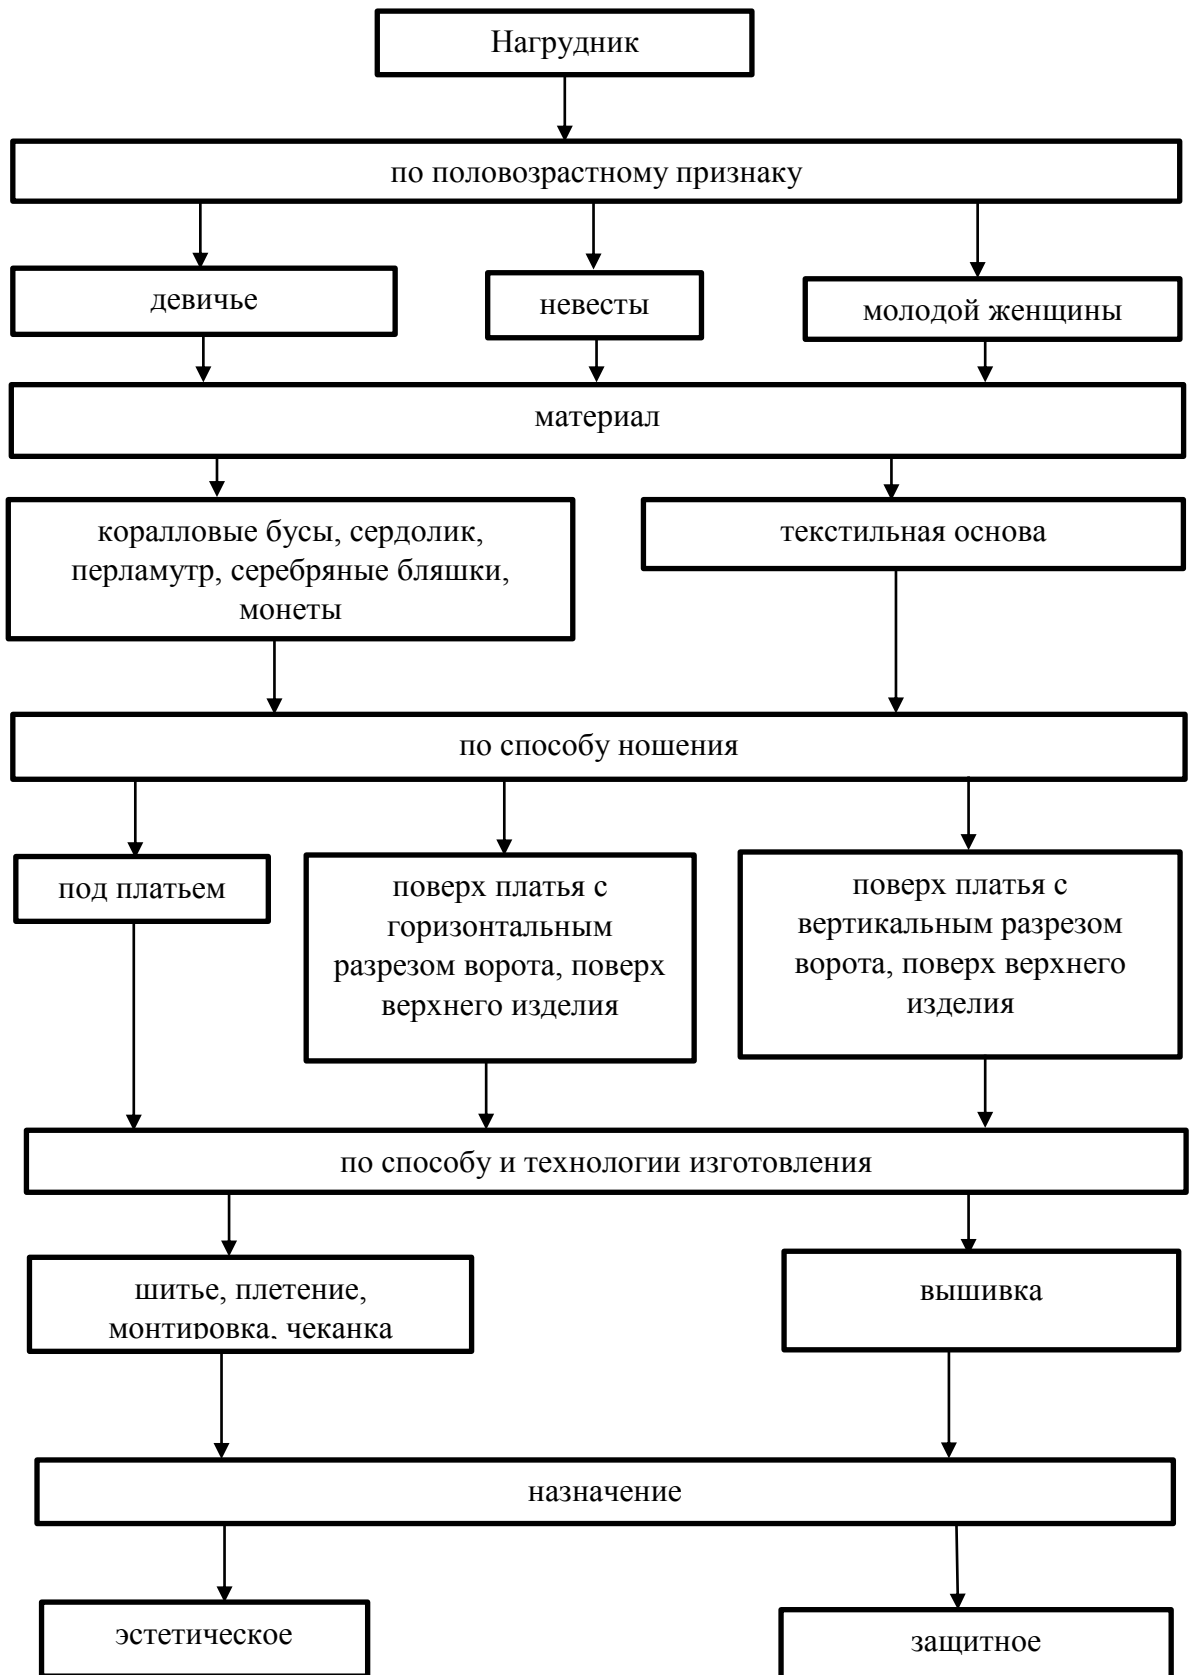 Нагрудник
по половозрастному признаку
девичье
невесты
молодой женщины
материал
коралловые бусы, сердолик,
перламутр, серебряные бляшки,
монеты
текстильная основа
по способу ношения
под платьем
поверх платья с
горизонтальным
разрезом ворота, поверх
верхнего изделия
поверх платья с
вертикальным разрезом
ворота, поверх верхнего
изделия
по способу и технологии изготовления
шитье, плетение,
монтировка, чеканка
вышивка
назначение
эстетическое
защитное